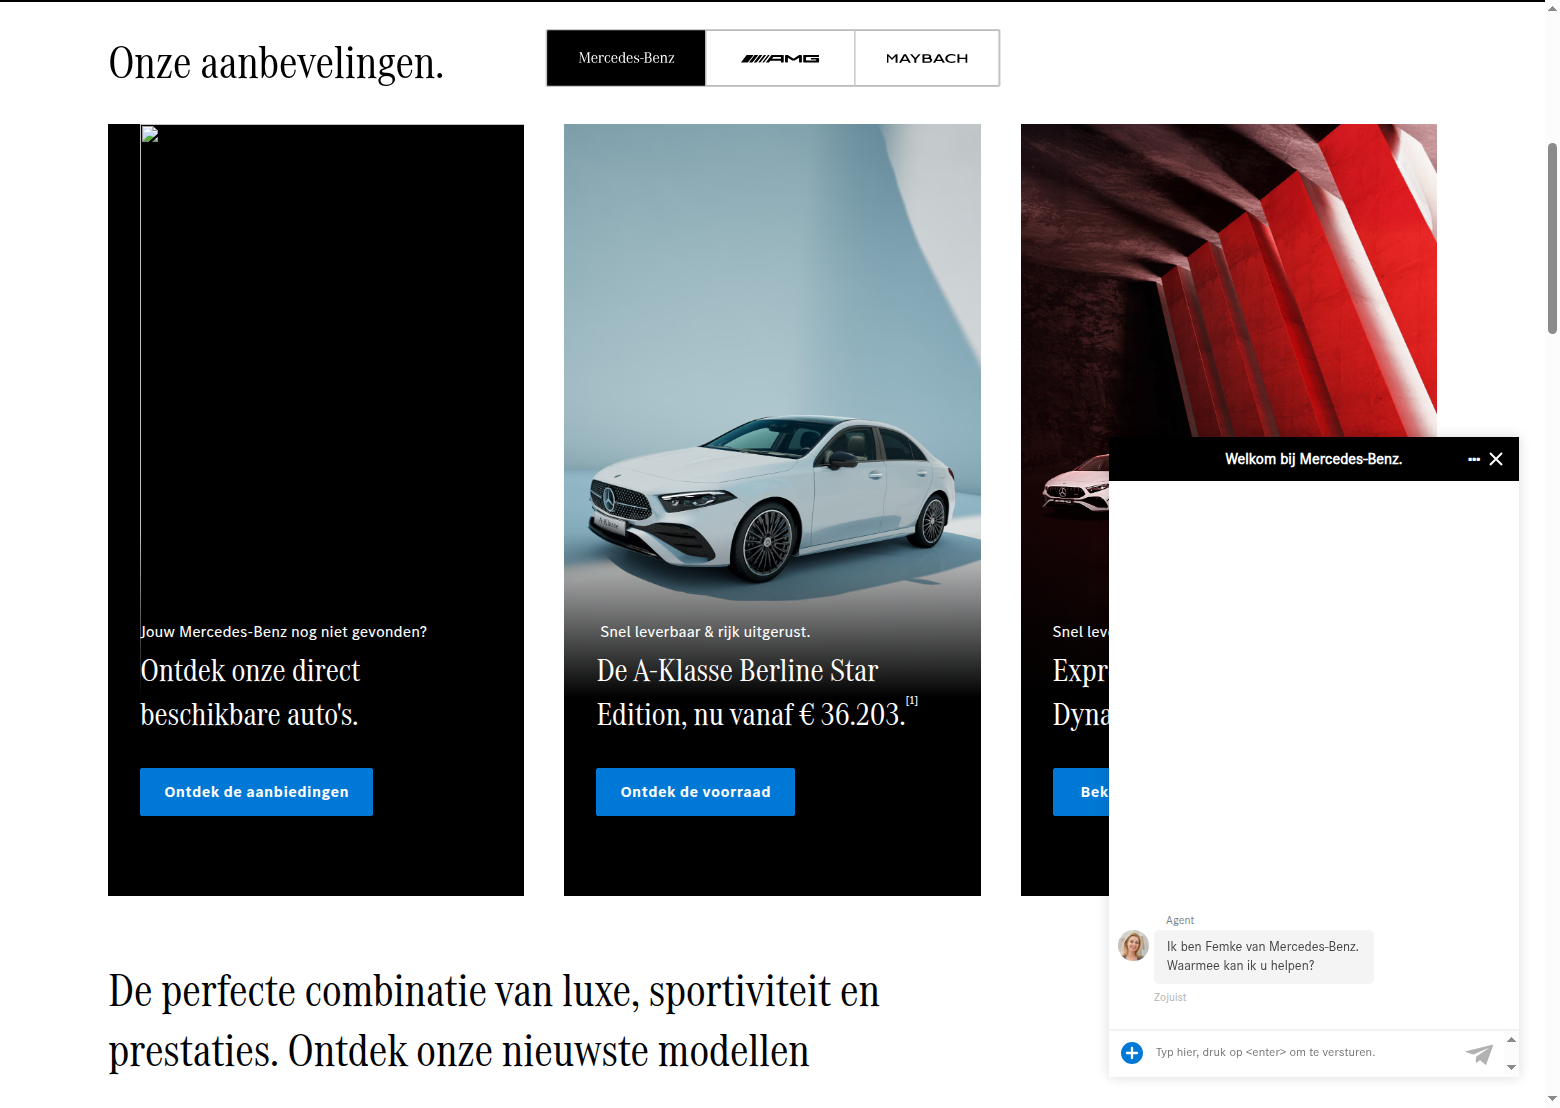 Onze aanbevelingen.
Mercedes-Benz
AMG
MAYBACH
Jouw Mercedes-Benz nog niet gevonden?
Ontdek onze direct
beschikbare auto's.
Ontdek de aanbiedingen
A-Klasse
Snel leverbaar & rijk uitgerust.
De A-Klasse Berline Star
Edition, nu vanaf € 36.203.[1]
Ontdek de voorraad
Snel lev
Expr
Dyna
Bek
Welkom bij Mercedes-Benz.
Agent
Ik ben Femke van Mercedes-Benz.
Waarmee kan ik u helpen?
Zojuist
Typ hier, druk op <enter> om te versturen.
De perfecte combinatie van luxe, sportiviteit en
prestaties. Ontdek onze nieuwste modellen